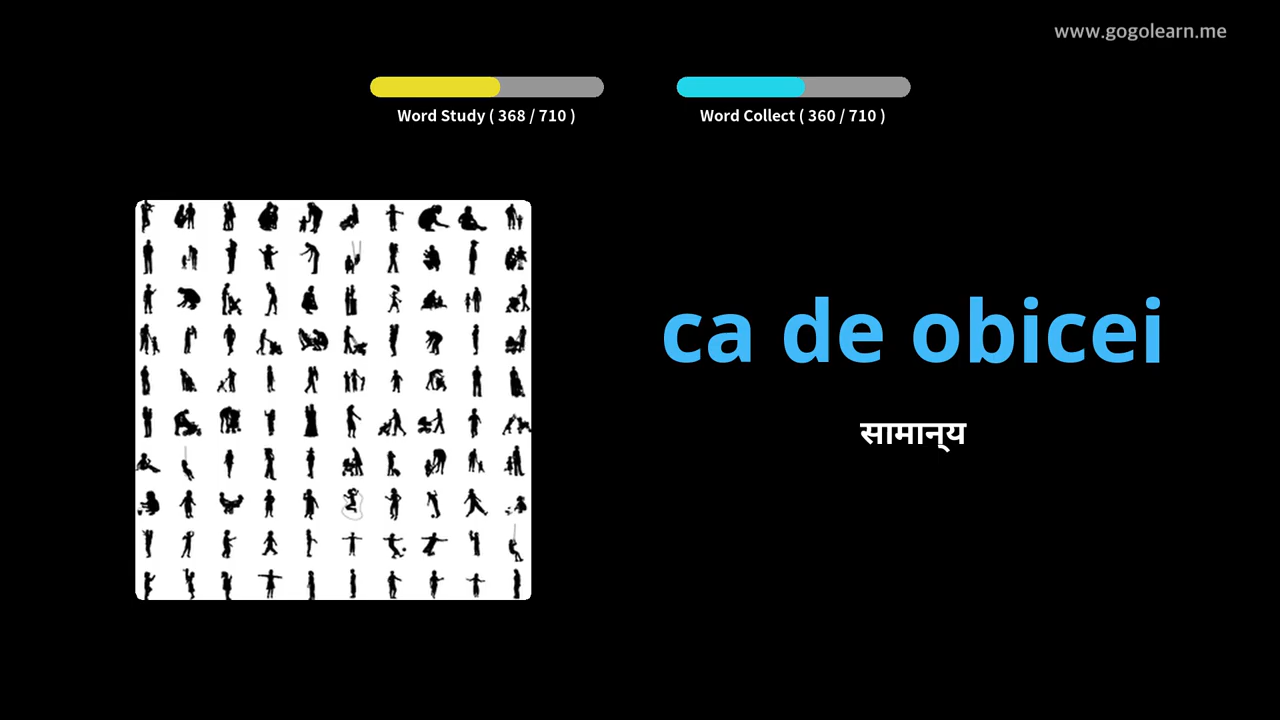 www.gogolearn.me
Word Study ( 368 / 710 )
Word Collect ( 360 / 710 )
ca de obicei
सामान्य